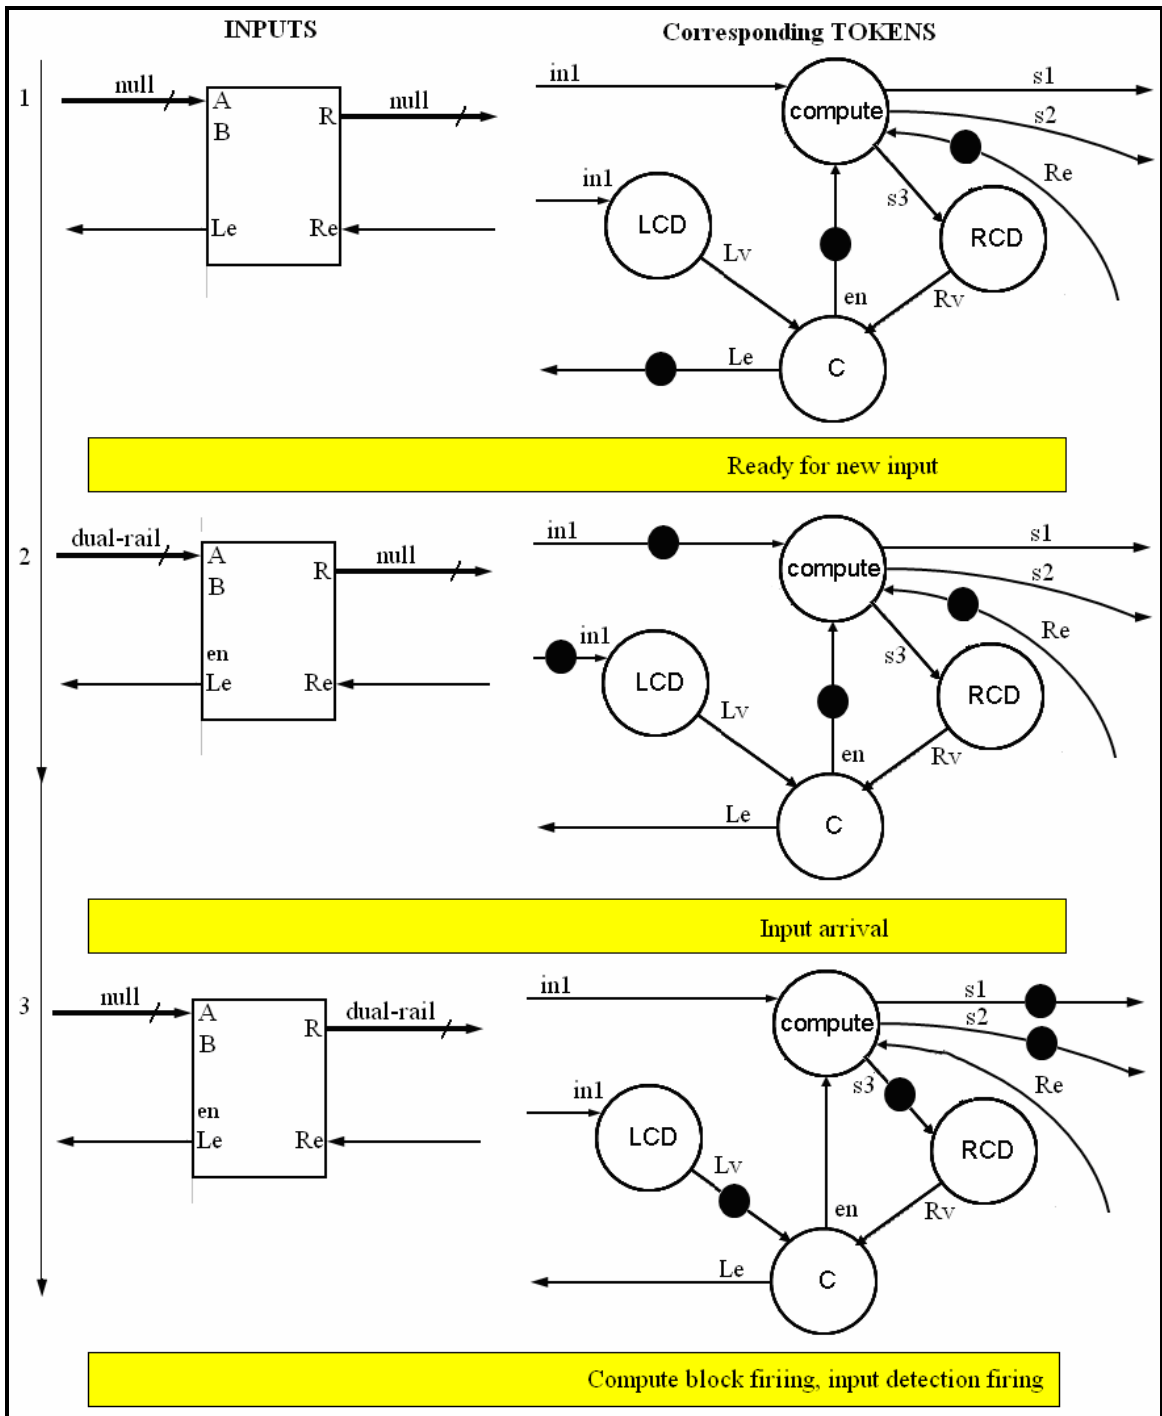 INPUTS
Corresponding TOKENS
1
null
A
B
R
null
Le
Re
in1
compute
s1
s2
Re
in1
LCD
s3
RCD
Lv
en
Rv
Le
C
Ready for new input
2
dual-rail
A
B
R
null
en
Le
Re
in1
compute
s1
s2
Re
in1
LCD
s3
RCD
Lv
en
Rv
Le
C
Input arrival
3
null
A
B
R
dual-rail
en
Le
Re
in1
compute
s1
s2
Re
in1
LCD
s3
RCD
Lv
en
Rv
Le
C
Compute block firiing, input detection firing